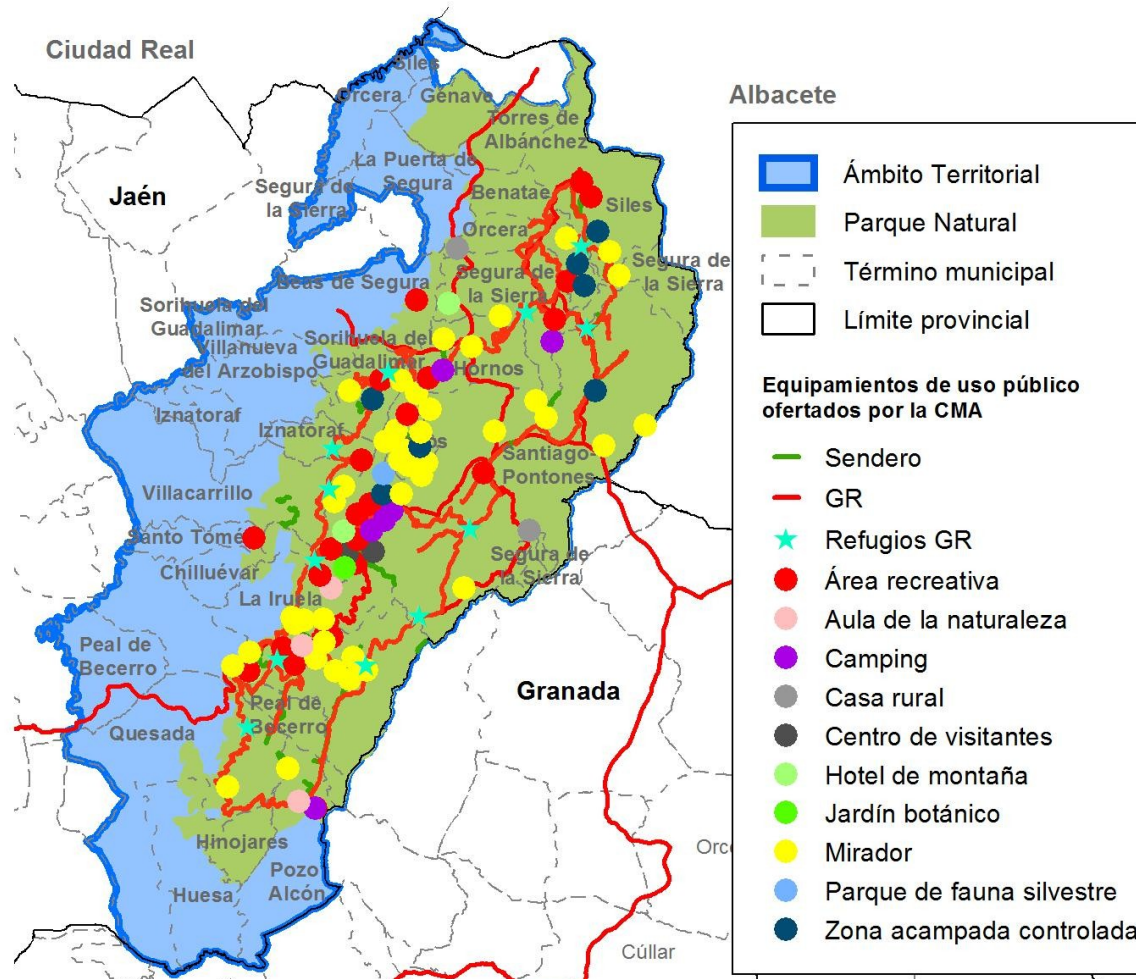 Ciudad Real
Siles
Orcera
Génave
Albacete
Torres de
Albánchez
La Puerta de
Segura
Jaén
Segura de
la Sierra
Benatae
Siles
Orcera
Segura de
la Sierra
Segura de
la Sierra
Beas de Segura
Sorihuela del
Guadalimar
Villanueva
del Arzobispo
Sorihuela del
Guadalimar
Hornos
Iznatoraf
Iznatoraf
Santiago-
Pontones
Villacarrillo
Santo Tomé
Chilluévar
Segura de
la Sierra
La Iruela
Peal de
Becerro
Granada
Peal de
Becerro
Quesada
Hinojares
Pozo
Alcón
Huesa
Cúllar
Ámbito Territorial
Parque Natural
Término municipal
Límite provincial
Equipamientos de uso público
ofertados por la CMA
Sendero
GR
Refugios GR
Área recreativa
Aula de la naturaleza
Camping
Casa rural
Centro de visitantes
Hotel de montaña
Jardín botánico
Mirador
Parque de fauna silvestre
Zona acampada controlada